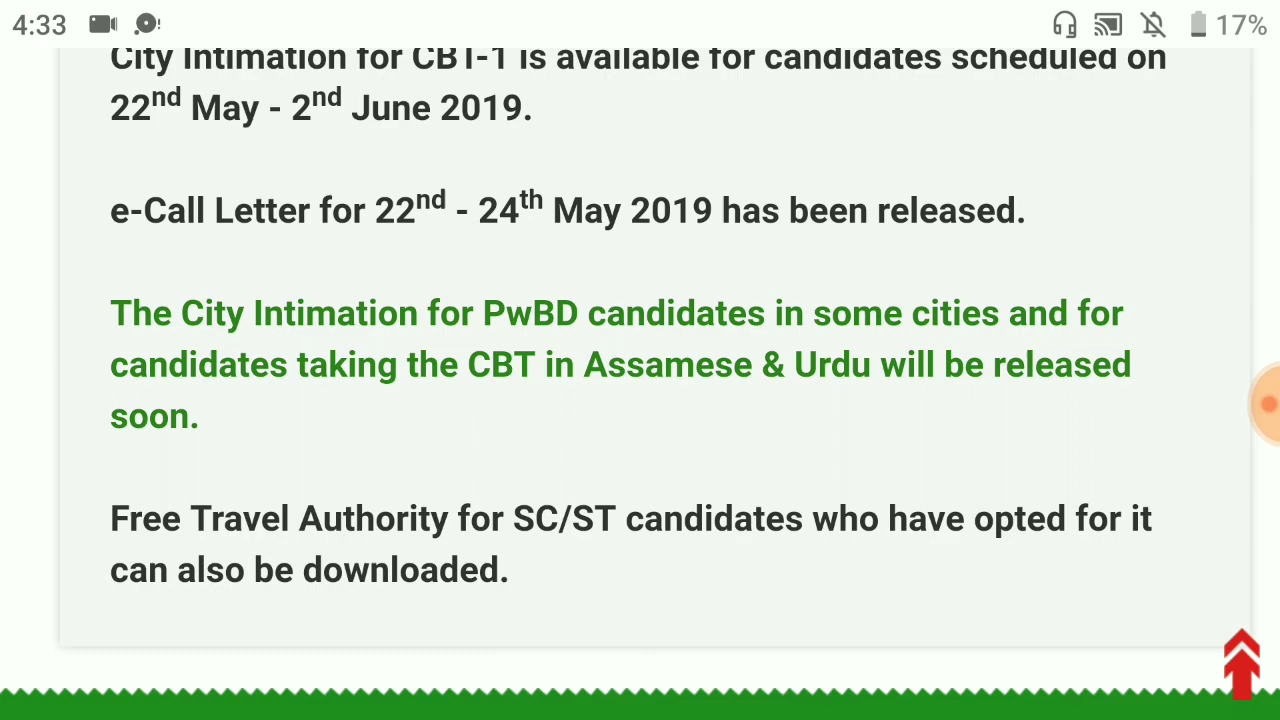 4:33 17%
City Intimation for CBT-1 is available for candidates scheduled on
22nd May - 2nd June 2019.
e-Call Letter for 22nd - 24th May 2019 has been released.
The City Intimation for PwBD candidates in some cities and for
candidates taking the CBT in Assamese & Urdu will be released
soon.
Free Travel Authority for SC/ST candidates who have opted for it
can also be downloaded.